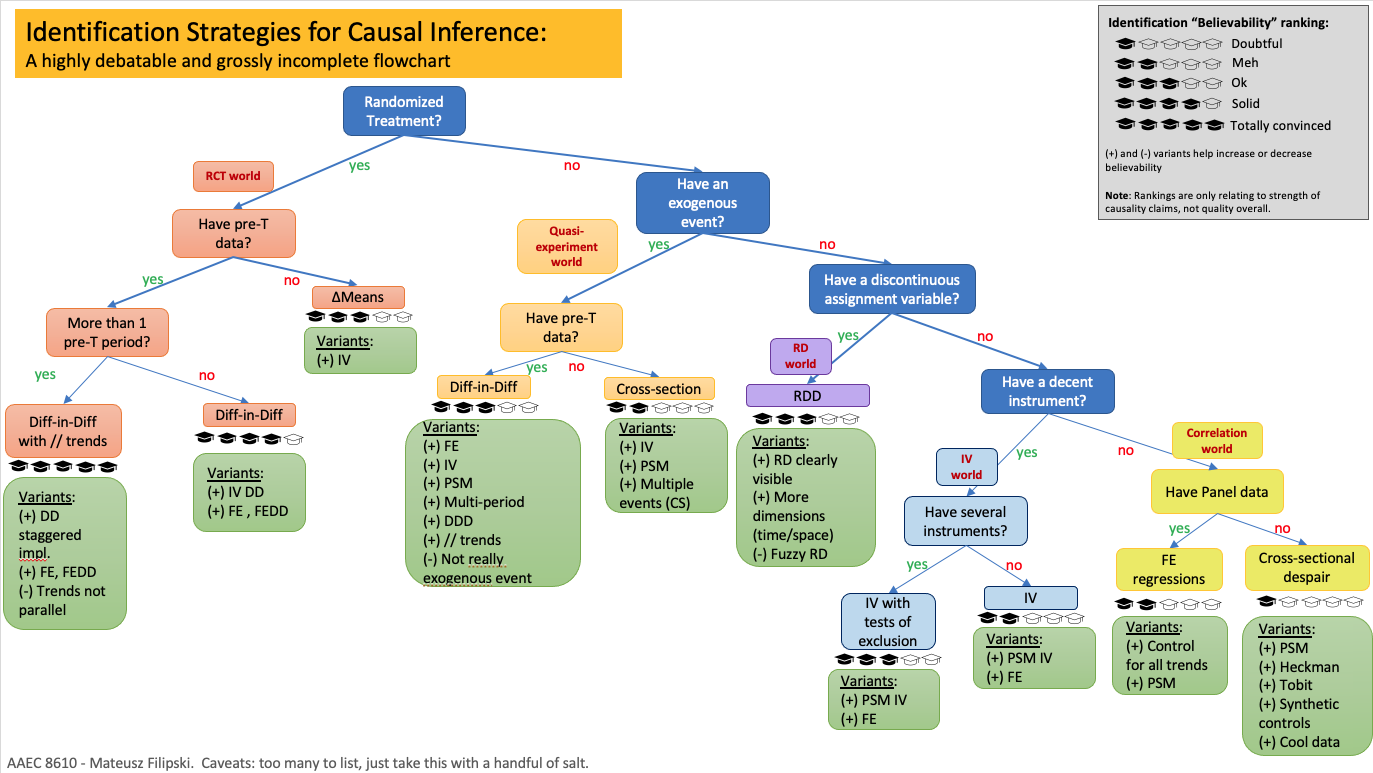 Identification Strategies for Causal Inference:
A highly debatable and grossly incomplete flowchart
Identification “Believability” ranking:
Doubtful
Meh
Ok
Solid
Totally convinced
(+) and (-) variants help increase or decrease
believability
Note: Rankings are only relating to strength of
causality claims, not quality overall.
Randomized
Treatment?
yes
no
RCT world
Have pre-T
data?
yes
no
More than 1
pre-T period?
yes
no
Diff-in-Diff
with // trends
Variants:
(+) DD
staggered
impl.
(+) FE, FEDD
(-) Trends not
parallel
Diff-in-Diff
Variants:
(+) IV DD
(+) FE , FEDD
ΔMeans
Variants:
(+) IV
Have an
exogenous
event?
yes
no
Quasi-
experiment
world
Have pre-T
data?
yes
no
Diff-in-Diff
Variants:
(+) FE
(+) IV
(+) PSM
(+) Multi-period
(+) DDD
(+) // trends
(-) Not really
exogenous event
Cross-section
Variants:
(+) IV
(+) PSM
(+) Multiple
events (CS)
Have a discontinuous
assignment variable?
yes
no
RD
world
RDD
Variants:
(+) RD clearly
visible
(+) More
dimensions
(time/space)
(-) Fuzzy RD
Have a decent
instrument?
yes
no
IV
world
Have several
instruments?
yes
no
IV with
tests of
exclusion
Variants:
(+) PSM IV
(+) FE
IV
Variants:
(+) PSM IV
(+) FE
Correlation
world
Have Panel data
yes
no
FE
regressions
Variants:
(+) Control
for all trends
(+) PSM
Cross-sectional
despair
Variants:
(+) PSM
(+) Heckman
(+) Tobit
(+) Synthetic
controls
(+) Cool data
AAEC 8610 - Mateusz Filipski.  Caveats: too many to list, just take this with a handful of salt.